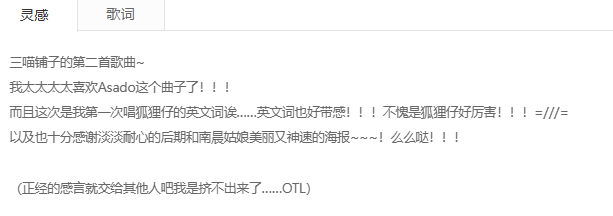 灵感
歌词
三喵铺子的第二首歌曲~
我太太太太喜欢Asado这个曲子了！！！
而且这次是我第一次唱狐狸仔的英文词诶……英文词也好带感！！！不愧是狐狸仔好厉害！！！=///=
以及也十分感谢淡淡耐心的后期和南晨姑娘美丽又神速的海报~~~！么么哒！！！
（正经的感言就交给其他人吧我是挤不出来了……OTL）